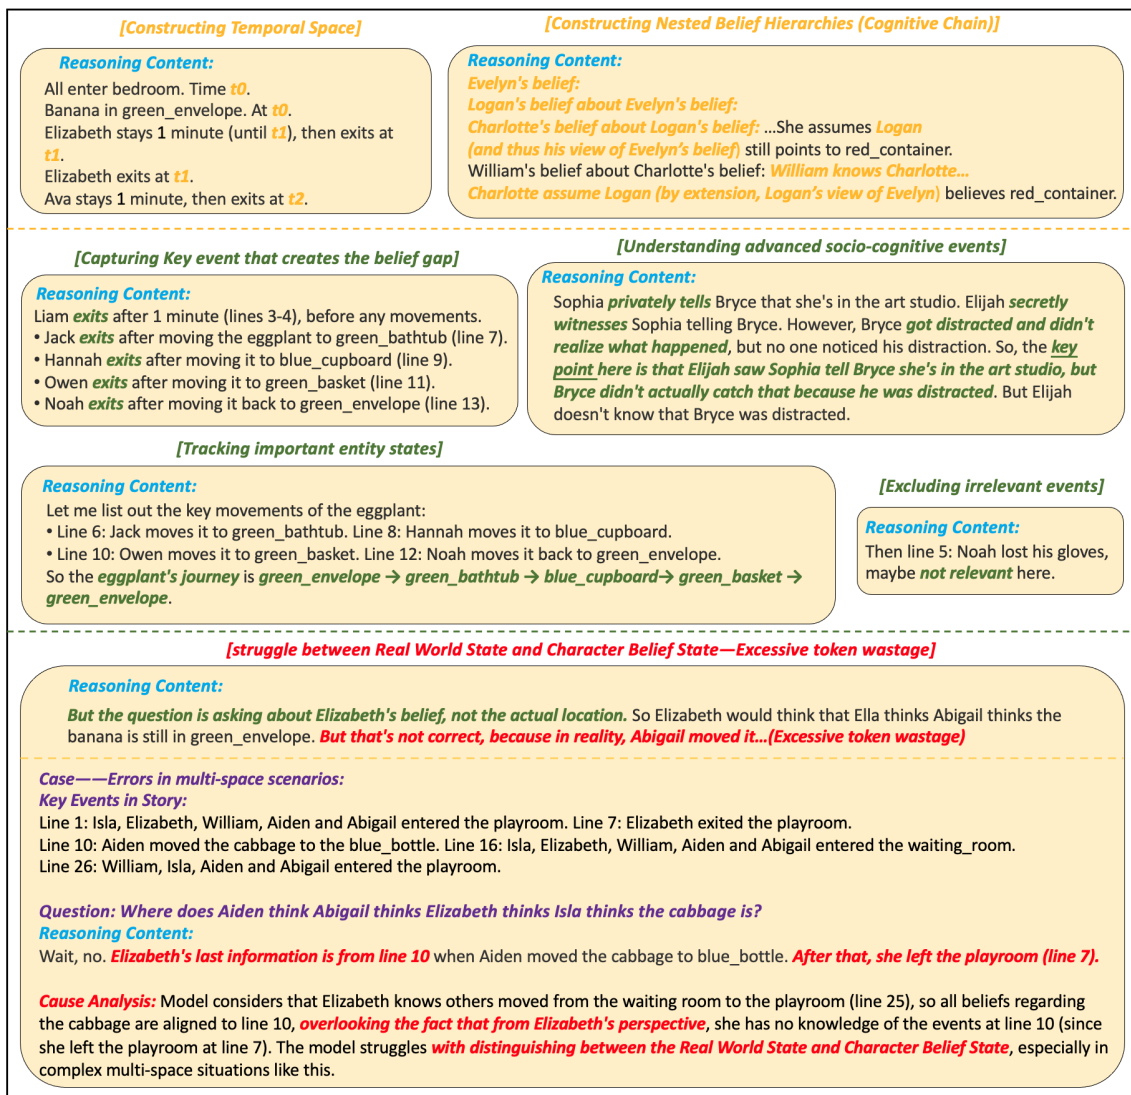 [Constructing Temporal Space]
Reasoning Content:
All enter bedroom. Time t0.
Banana in green_envelope. At t0.
Elizabeth stays 1 minute (until t1), then exits at
t1.
Elizabeth exits at t1.
Ava stays 1 minute, then exits at t2.
[Constructing Nested Belief Hierarchies (Cognitive Chain)]
Reasoning Content:
Evelyn's belief:
Logan's belief about Evelyn's belief:
Charlotte's belief about Logan's belief: ...She assumes Logan
(and thus his view of Evelyn's belief) still points to red_container.
William's belief about Charlotte's belief: William knows Charlotte...
Charlotte assume Logan (by extension, Logan's view of Evelyn) believes red_container.
[Capturing Key event that creates the belief gap]
Reasoning Content:
Liam exits after 1 minute (lines 3-4), before any movements.
• Jack exits after moving the eggplant to green_bathtub (line 7).
• Hannah exits after moving it to blue_cupboard (line 9).
• Owen exits after moving it to green_basket (line 11).
• Noah exits after moving it back to green_envelope (line 13).
[Understanding advanced socio-cognitive events]
Reasoning Content:
Sophia privately tells Bryce that she's in the art studio. Elijah secretly
witnesses Sophia telling Bryce. However, Bryce got distracted and didn't
realize what happened, but no one noticed his distraction. So, the key
point here is that Elijah saw Sophia tell Bryce she's in the art studio, but
Bryce didn't actually catch that because he was distracted. But Elijah
doesn't know that Bryce was distracted.
[Tracking important entity states]
Reasoning Content:
Let me list out the key movements of the eggplant:
• Line 6: Jack moves it to green_bathtub. Line 8: Hannah moves it to blue_cupboard.
• Line 10: Owen moves it to green_basket. Line 12: Noah moves it back to green_envelope.
So the eggplant's journey is green_envelope → green_bathtub → blue_cupboard→ green_basket →
green_envelope.
[Excluding irrelevant events]
Reasoning Content:
Then line 5: Noah lost his gloves,
maybe not relevant here.
[struggle between Real World State and Character Belief State—Excessive token wastage]
Reasoning Content:
But the question is asking about Elizabeth's belief, not the actual location. So Elizabeth would think that Ella thinks Abigail thinks the
banana is still in green_envelope. But that's not correct, because in reality, Abigail moved it...(Excessive token wastage)
Case——Errors in multi-space scenarios:
Key Events in Story:
Line 1: Isla, Elizabeth, William, Aiden and Abigail entered the playroom. Line 7: Elizabeth exited the playroom.
Line 10: Aiden moved the cabbage to the blue_bottle. Line 16: Isla, Elizabeth, William, Aiden and Abigail entered the waiting_room.
Line 26: William, Isla, Aiden and Abigail entered the playroom.
Question: Where does Aiden think Abigail thinks Elizabeth thinks Isla thinks the cabbage is?
Reasoning Content:
Wait, no. Elizabeth's last information is from line 10 when Aiden moved the cabbage to blue_bottle. After that, she left the playroom (line 7).
Cause Analysis: Model considers that Elizabeth knows others moved from the waiting room to the playroom (line 25), so all beliefs regarding
the cabbage are aligned to line 10, overlooking the fact that from Elizabeth's perspective, she has no knowledge of the events at line 10 (since
she left the playroom at line 7). The model struggles with distinguishing between the Real World State and Character Belief State, especially in
complex multi-space situations like this.